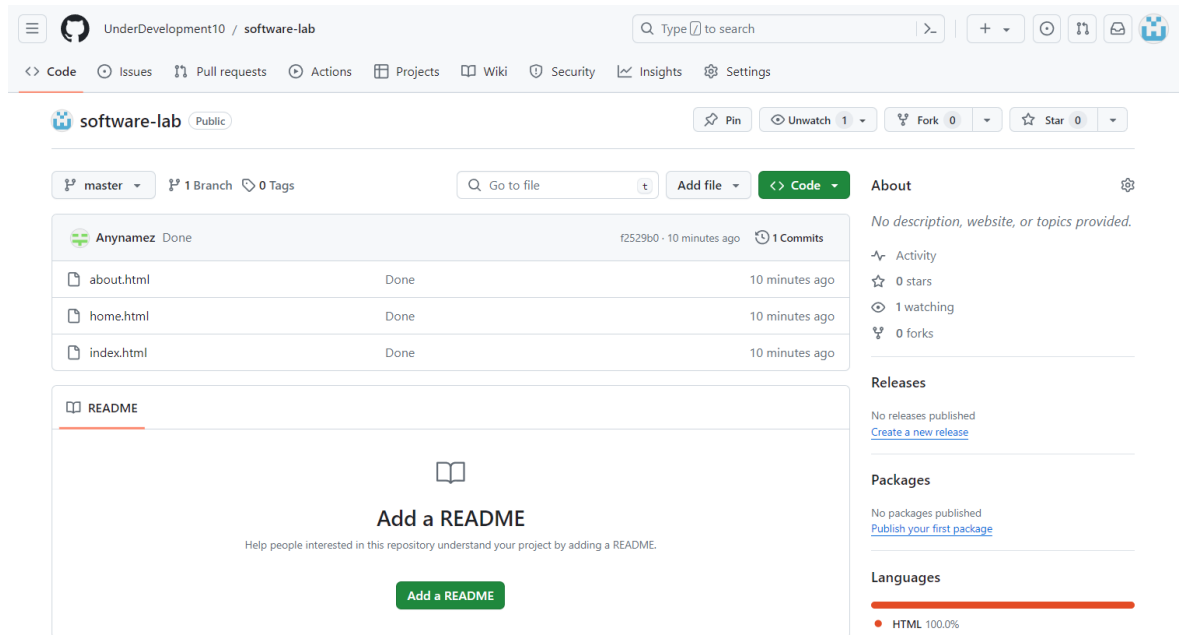 UnderDevelopment10 / software-lab
Type / to search
Code Issues Pull requests Actions Projects Wiki Security Insights Settings
software-lab Public
Pin Unwatch 1 Fork 0 Star 0
master 1 Branch 0 Tags
Go to file t
Add file
<> Code
Anynamez Done f2529b0 · 10 minutes ago 1 Commits
about.html Done 10 minutes ago
home.html Done 10 minutes ago
index.html Done 10 minutes ago
README
Add a README
Help people interested in this repository understand your project by adding a README.
Add a README
About
No description, website, or topics provided.
Activity
0 stars
1 watching
0 forks
Releases
No releases published
Create a new release
Packages
No packages published
Publish your first package
Languages
HTML 100.0%